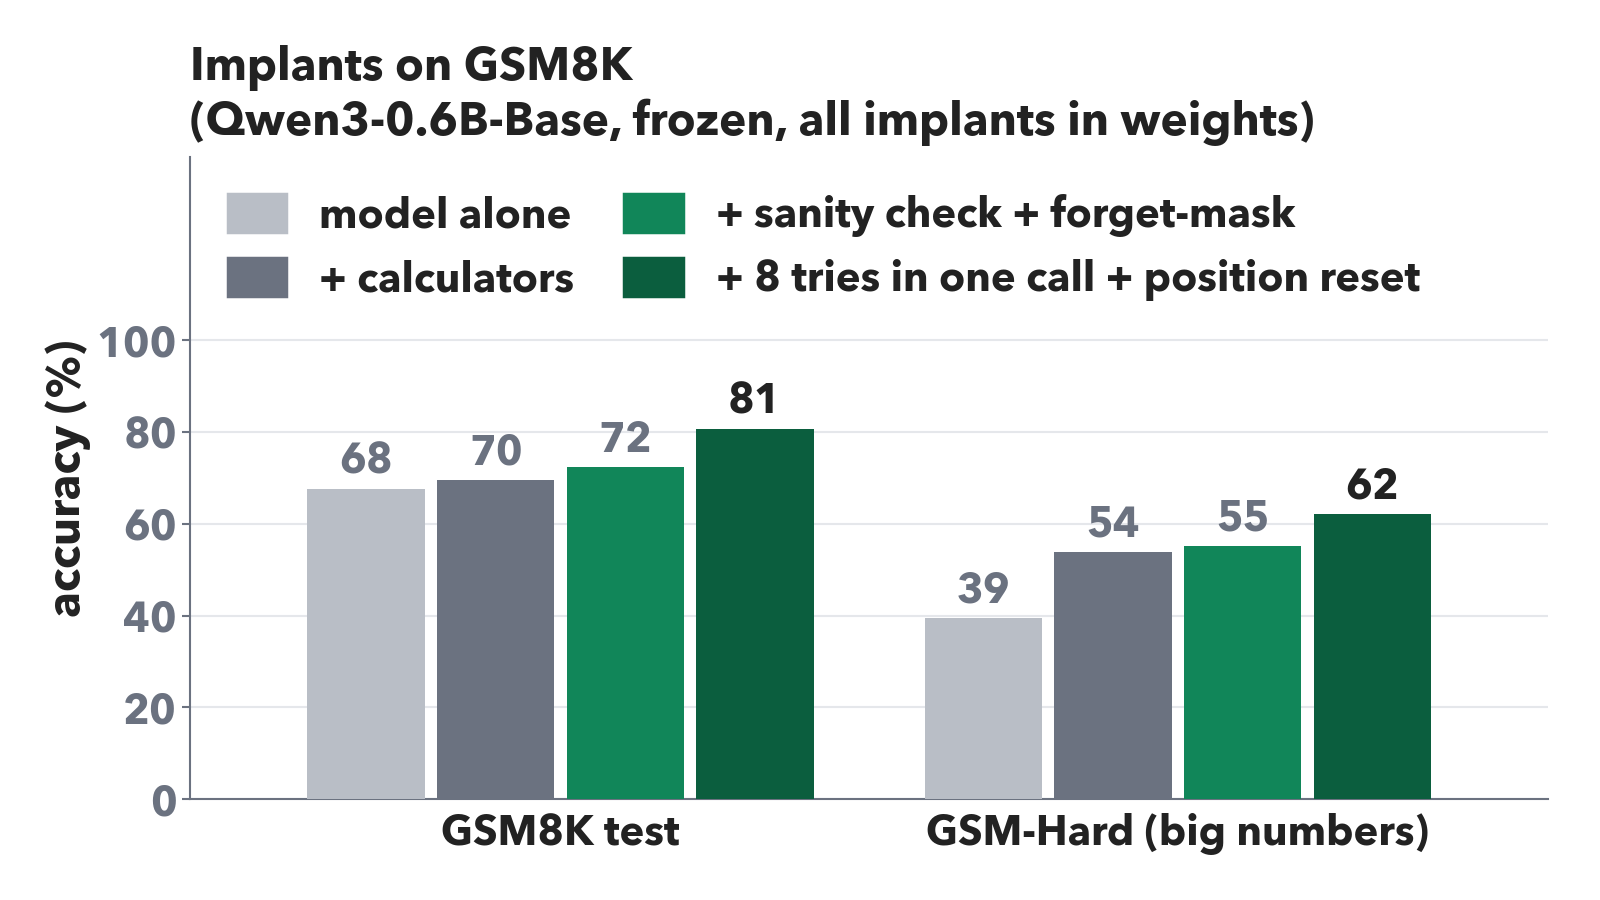 Implants on GSM8K
(Qwen3-0.6B-Base, frozen, all implants in weights)
model alone
+ calculators
+ sanity check + forget-mask
+ 8 tries in one call + position reset
accuracy (%)
100
80
60
40
20
0
68
70
72
81
39
54
55
62
GSM8K test
GSM-Hard (big numbers)